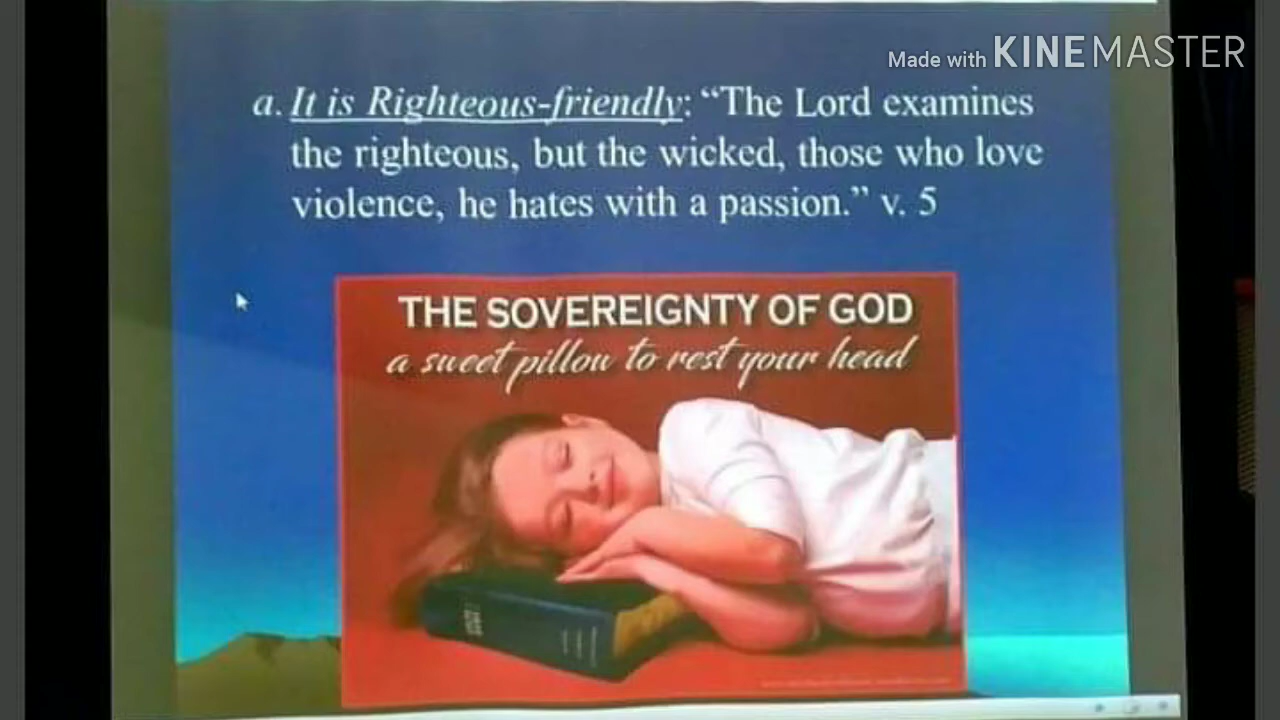 Made with KINEMASTER
a. It is Righteous-friendly: “The Lord examines
the righteous, but the wicked, those who love
violence, he hates with a passion.” v. 5
THE SOVEREIGNTY OF GOD
a sweet pillow to rest your head